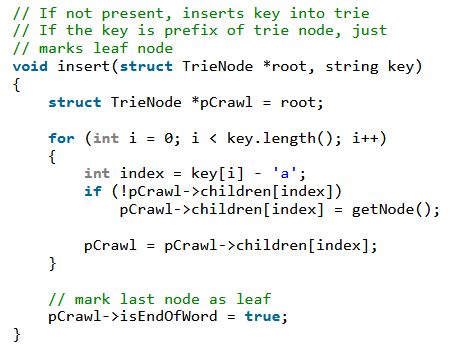 // If not present, inserts key into trie
// If the key is prefix of trie node, just
// marks leaf node
void insert(struct TrieNode *root, string key)
{
    struct TrieNode *pCrawl = root;

    for (int i = 0; i < key.length(); i++)
    {
        int index = key[i] - 'a';
        if (!pCrawl->children[index])
            pCrawl->children[index] = getNode();

        pCrawl = pCrawl->children[index];
    }

    // mark last node as leaf
    pCrawl->isEndOfWord = true;
}